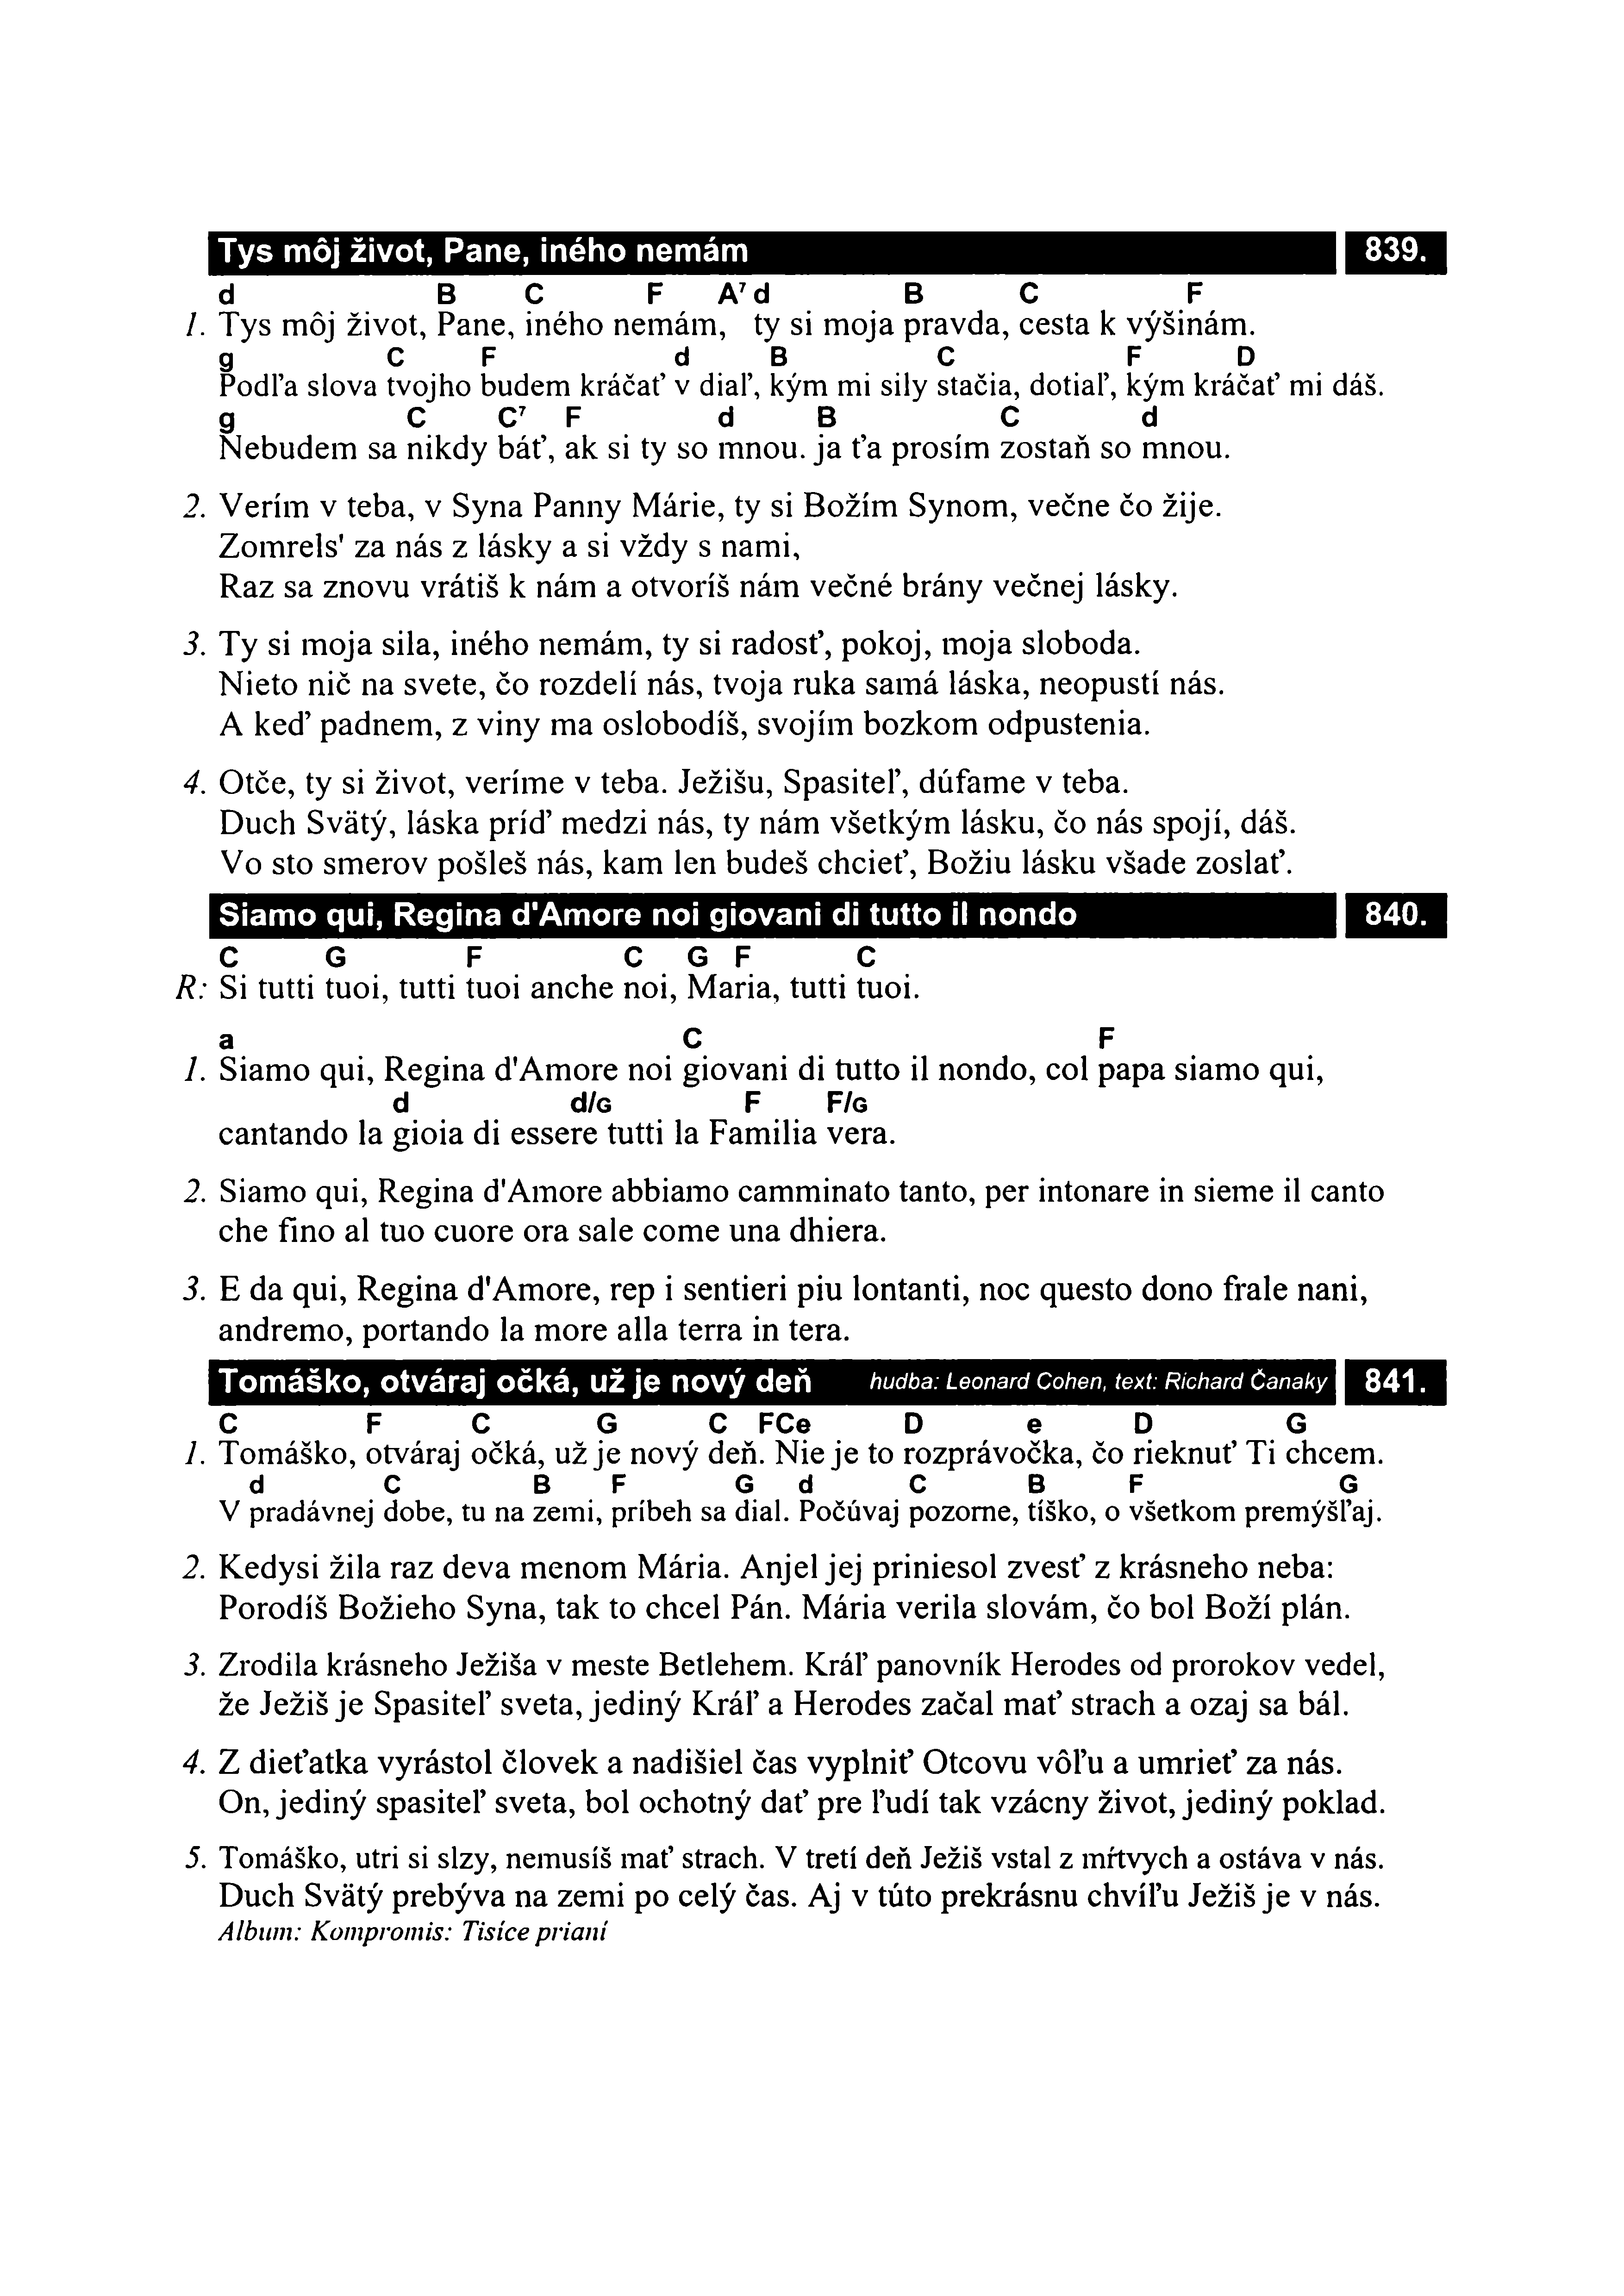 Tys môj život, Pane, iného nemám 839.
d B C F A⁷ d B C F
1. Tys môj život, Pane, iného nemám, ty si moja pravda, cesta k výšinám.
g C F d B C F D
Podľa slova tvojho budem kráčať v diaľ, kým mi sily stačia, dotiaľ, kým kráčať mi dáš.
g C C⁷ F d B C d
Nebudem sa nikdy báť, ak si ty so mnou. ja ťa prosím zostaň so mnou.
2. Verím v teba, v Syna Panny Márie, ty si Božím Synom, večne čo žije.
Zomrels' za nás z lásky a si vždy s nami,
Raz sa znovu vrátiš k nám a otvoríš nám večné brány večnej lásky.
3. Ty si moja sila, iného nemám, ty si radosť, pokoj, moja sloboda.
Nieto nič na svete, čo rozdelí nás, tvoja ruka samá láska, neopustí nás.
A keď padnem, z viny ma oslobodíš, svojím bozkom odpustenia.
4. Otče, ty si život, veríme v teba. Ježišu, Spasiteľ, dúfame v teba.
Duch Svätý, láska príď medzi nás, ty nám všetkým lásku, čo nás spojí, dáš.
Vo sto smerov pošleš nás, kam len budeš chcieť, Božiu lásku všade zoslať.
Siamo qui, Regina d'Amore noi giovani di tutto il nondo 840.
C G F C G F C
R: Si tutti tuoi, tutti tuoi anche noi, Maria, tutti tuoi.
a C F
1. Siamo qui, Regina d'Amore noi giovani di tutto il nondo, col papa siamo qui,
d d/G F F/G
cantando la gioia di essere tutti la Familia vera.
2. Siamo qui, Regina d'Amore abbiamo camminato tanto, per intonare in sieme il canto
che fino al tuo cuore ora sale come una dhiera.
3. E da qui, Regina d'Amore, rep i sentieri piu lontanti, noc questo dono frale nani,
andremo, portando la more alla terra in tera.
Tomáško, otváraj očká, už je nový deň hudba: Leonard Cohen, text: Richard Čanaky 841.
C F C G C FCe D e D G
1. Tomáško, otváraj očká, už je nový deň. Nie je to rozprávočka, čo rieknuť Ti chcem.
d C B F G d C B F G
V pradávnej dobe, tu na zemi, príbeh sa dial. Počúvaj pozorne, tíško, o všetkom premýšľaj.
2. Kedysi žila raz deva menom Mária. Anjel jej priniesol zvesť z krásneho neba:
Porodíš Božieho Syna, tak to chcel Pán. Mária verila slovám, čo bol Boží plán.
3. Zrodila krásneho Ježiša v meste Betlehem. Kráľ panovník Herodes od prorokov vedel,
že Ježiš je Spasiteľ sveta, jediný Kráľ a Herodes začal mať strach a ozaj sa bál.
4. Z dieťatka vyrástol človek a nadišiel čas vyplniť Otcovu vôľu a umrieť za nás.
On, jediný spasiteľ sveta, bol ochotný dať pre ľudí tak vzácny život, jediný poklad.
5. Tomáško, utri si slzy, nemusíš mať strach. V tretí deň Ježiš vstal z mŕtvych a ostáva v nás.
Duch Svätý prebýva na zemi po celý čas. Aj v túto prekrásnu chvíľu Ježiš je v nás.
Album: Kompromis: Tisíce prianí